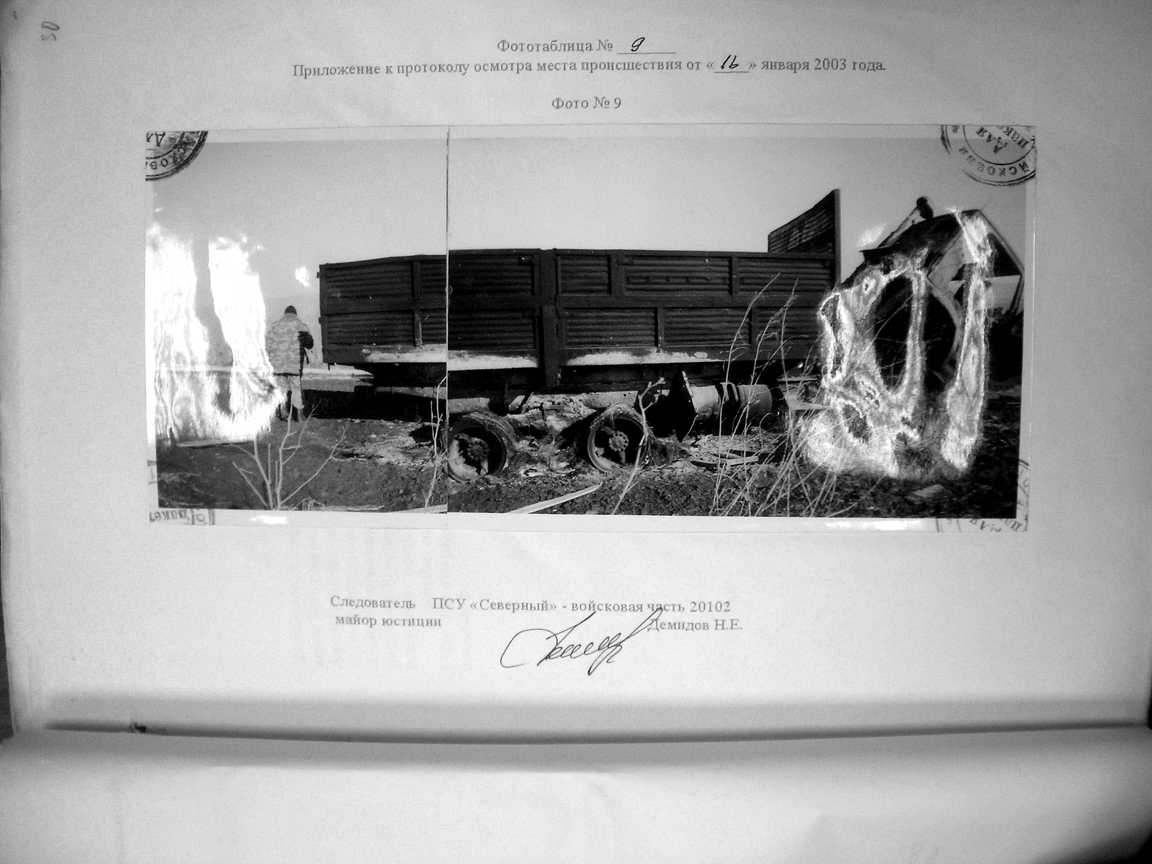 Фототаблица № 9
Приложение к протоколу осмотра места происшествия от «16» января 2003 года.
Фото № 9
Следователь ПСУ «Северный» - войсковая часть 20102
майор юстиции Демидов Н.Е.